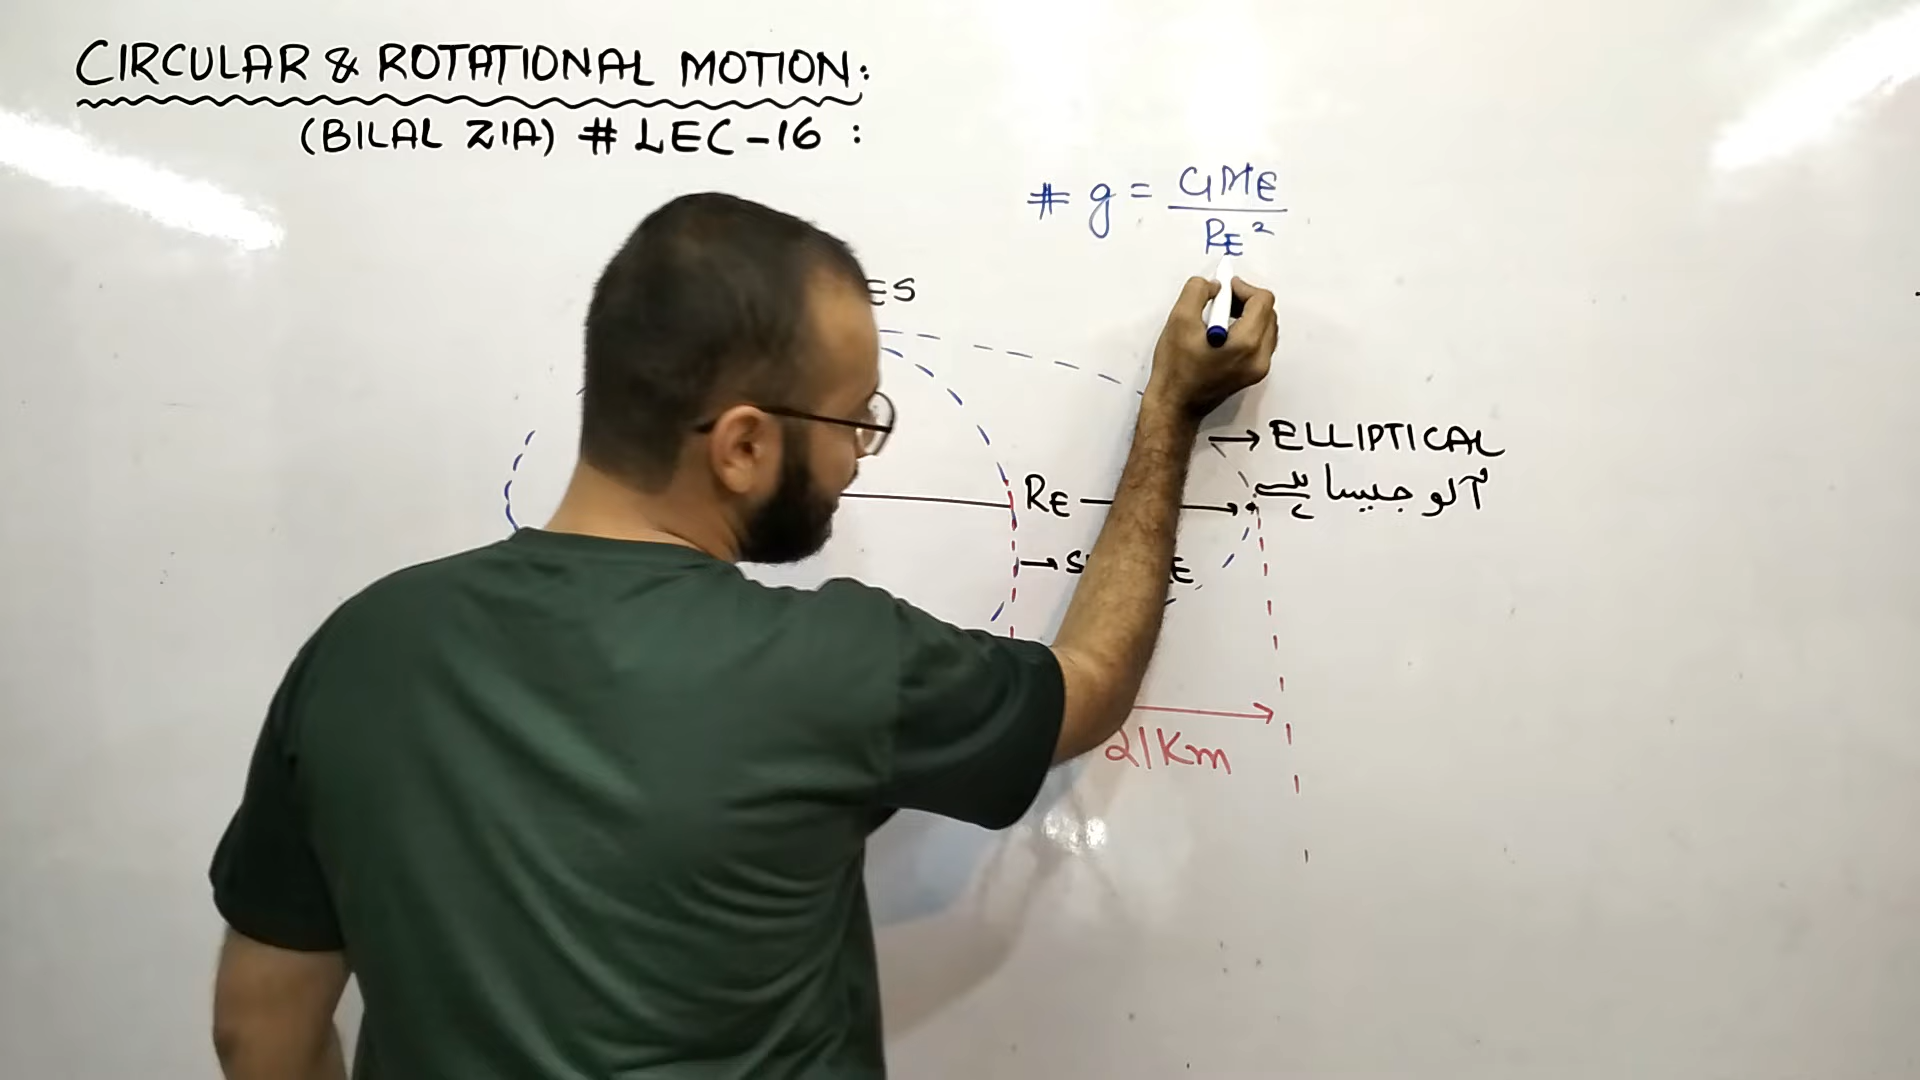 CIRCULAR & ROTATIONAL MOTION:
(BILAL ZIA) # LEC-16 :
# g = GME / RE²
ES
→ ELLIPTICAL
آلو جیسا ہے
RE
21Km